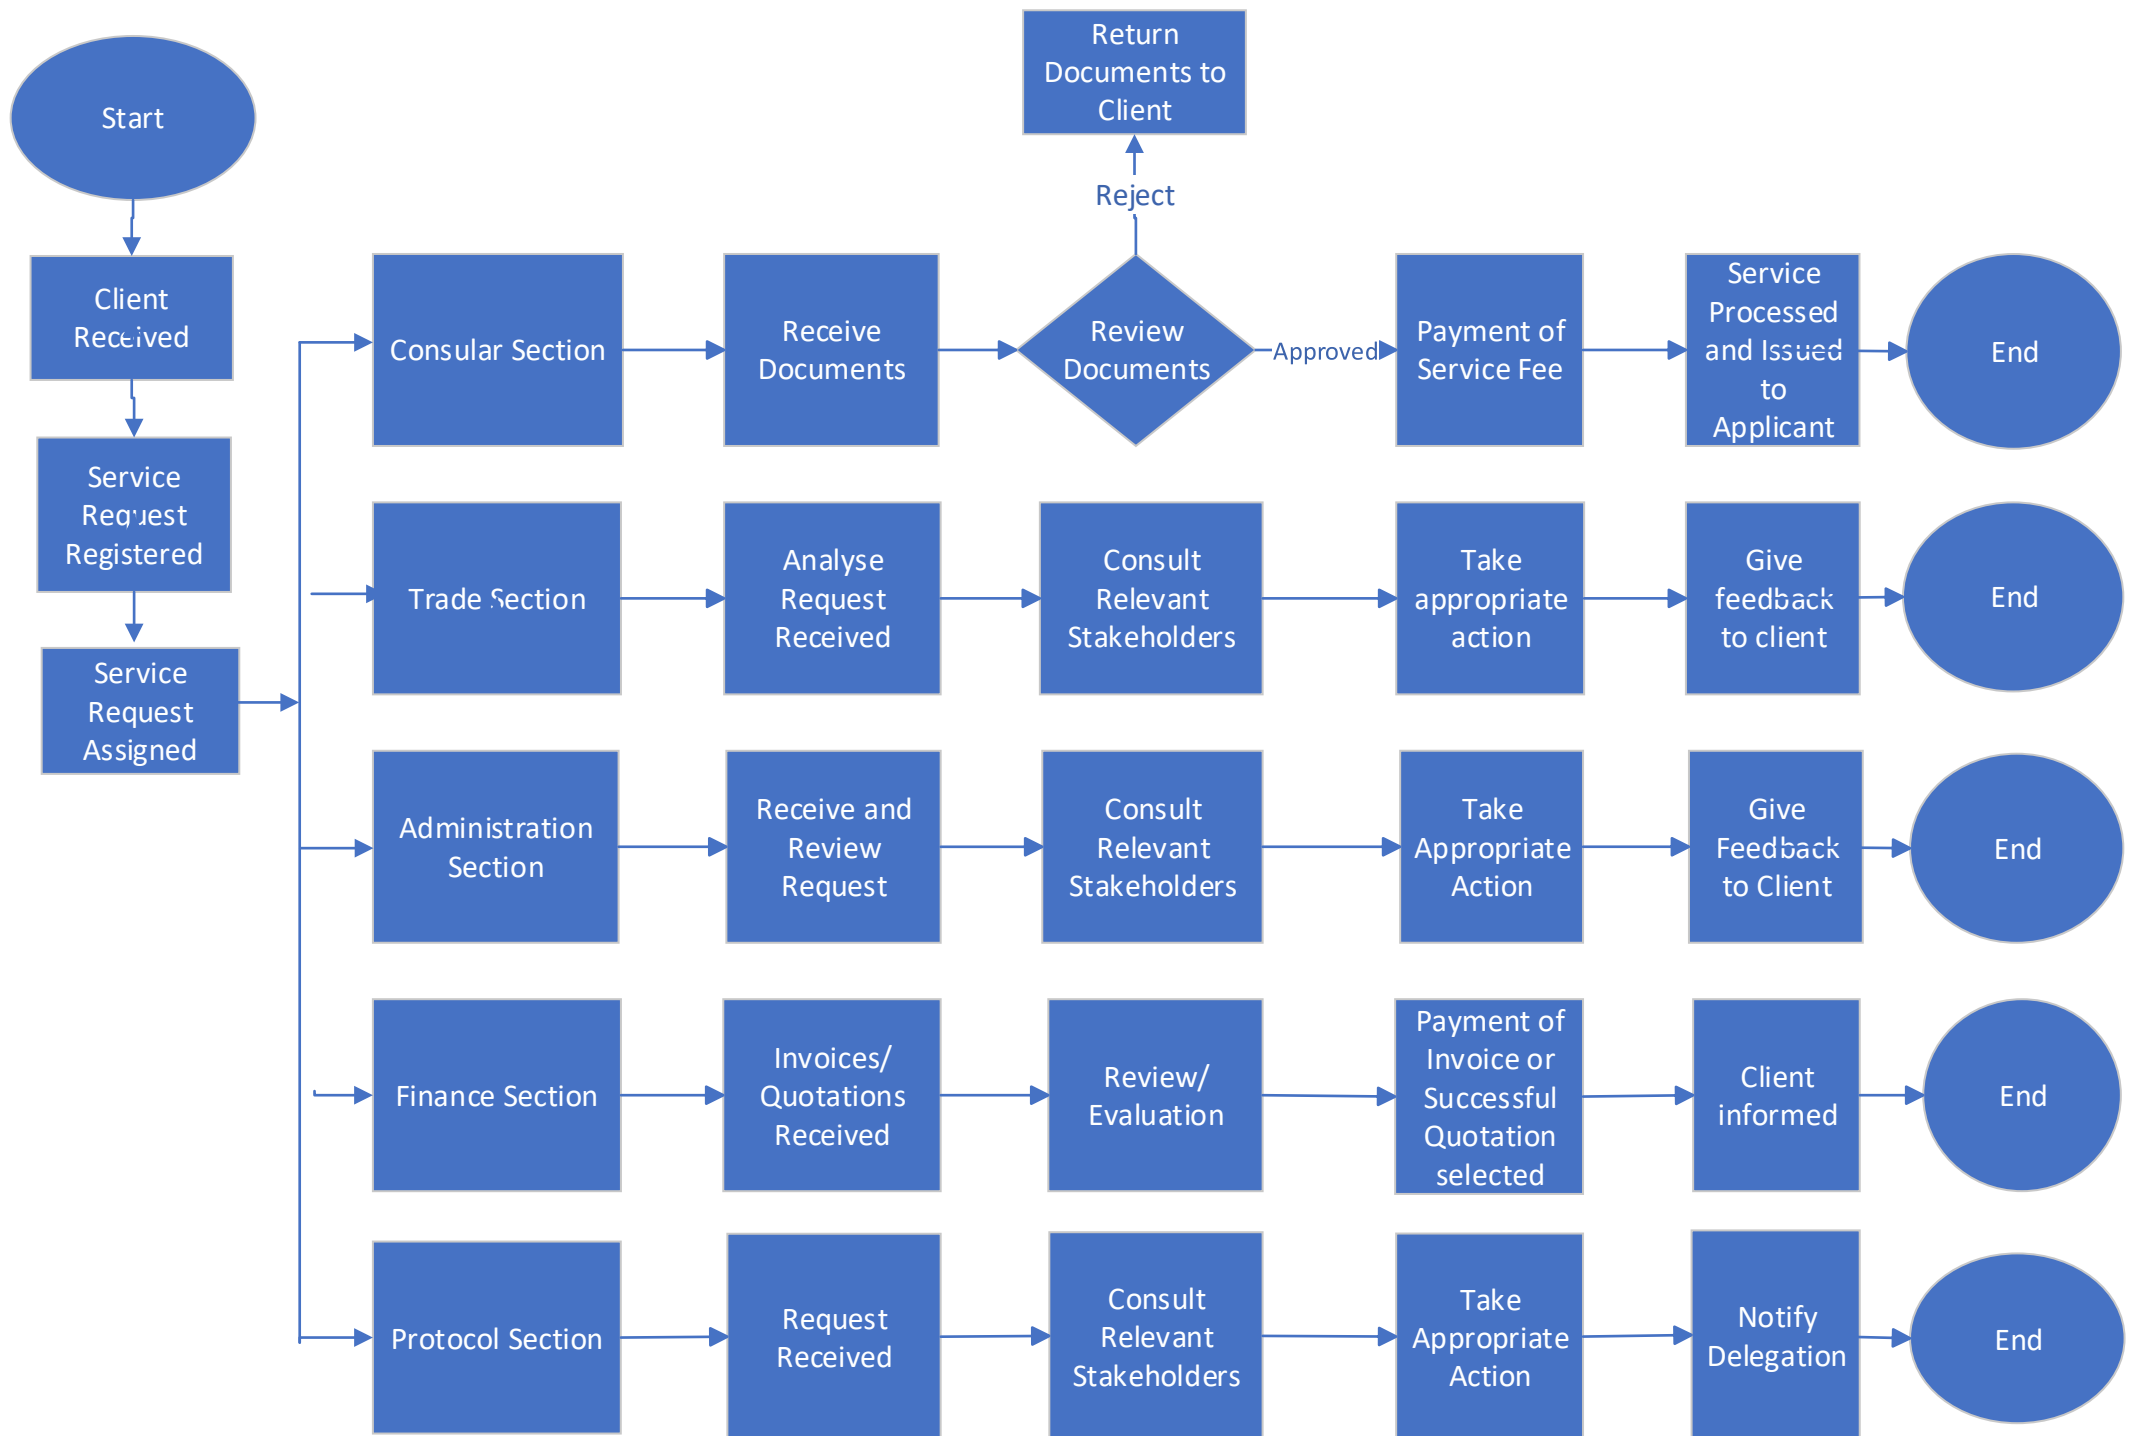 Start
Client
Received
Service
Request
Registered
Service
Request
Assigned
Return
Documents to
Client
Reject
Consular Section
Receive
Documents
Review
Documents
Approved
Payment of
Service Fee
Service
Processed
and Issued
to
Applicant
End
Trade Section
Analyse
Request
Received
Consult
Relevant
Stakeholders
Take
appropriate
action
Give
feedback
to client
End
Administration
Section
Receive and
Review
Request
Consult
Relevant
Stakeholders
Take
Appropriate
Action
Give
Feedback
to Client
End
Finance Section
Invoices/
Quotations
Received
Review/
Evaluation
Payment of
Invoice or
Successful
Quotation
selected
Client
informed
End
Protocol Section
Request
Received
Consult
Relevant
Stakeholders
Take
Appropriate
Action
Notify
Delegation
End